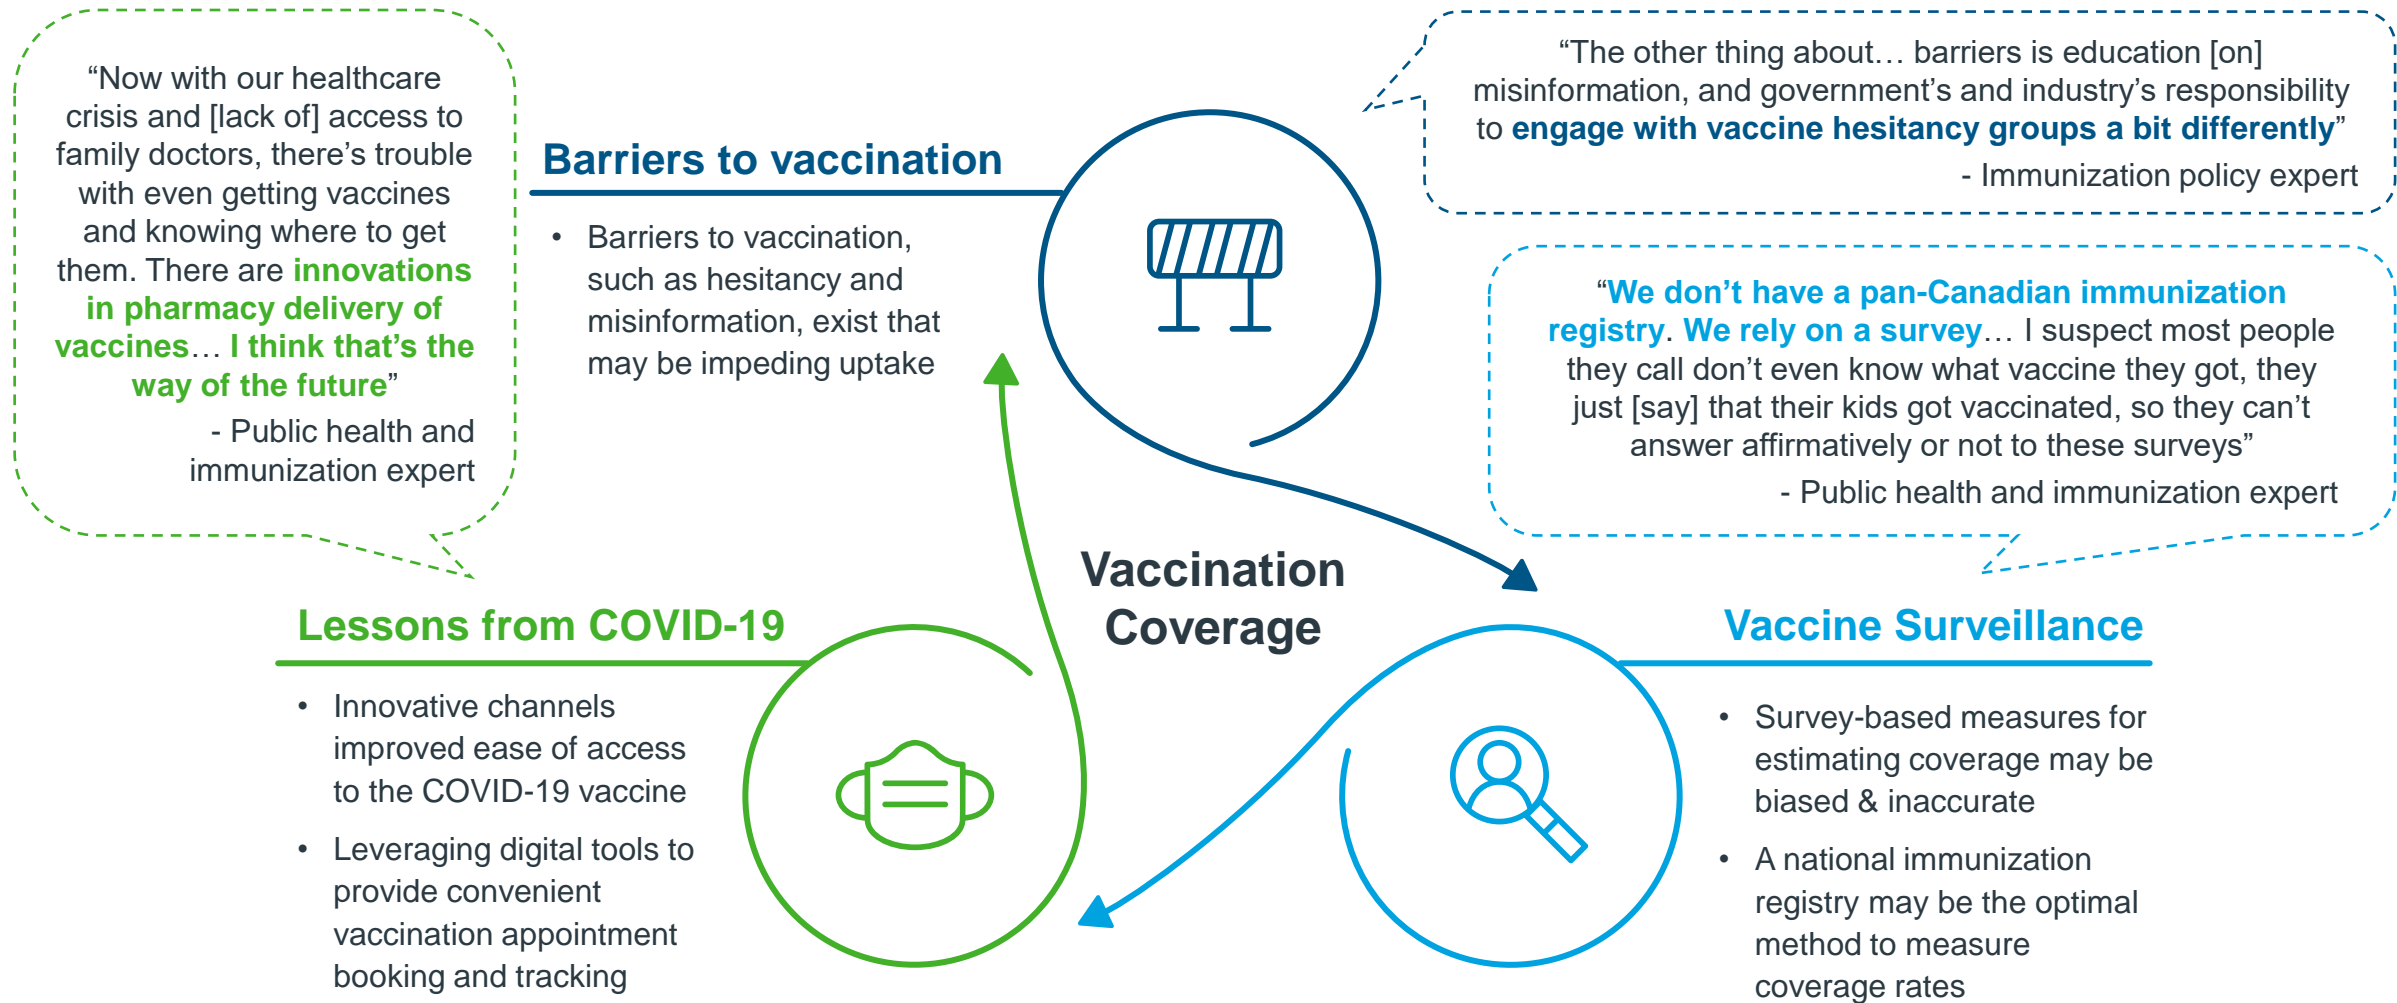 “Now with our healthcare
crisis and [lack of] access to
family doctors, there’s trouble
with even getting vaccines
and knowing where to get
them. There are innovations
in pharmacy delivery of
vaccines… I think that’s the
way of the future”
- Public health and
immunization expert
Barriers to vaccination
• Barriers to vaccination,
such as hesitancy and
misinformation, exist that
may be impeding uptake
“The other thing about… barriers is education [on]
misinformation, and government’s and industry’s responsibility
to engage with vaccine hesitancy groups a bit differently”
- Immunization policy expert
“We don’t have a pan-Canadian immunization
registry. We rely on a survey… I suspect most people
they call don’t even know what vaccine they got, they
just [say] that their kids got vaccinated, so they can’t
answer affirmatively or not to these surveys”
- Public health and immunization expert
Vaccination
Coverage
Lessons from COVID-19
• Innovative channels
improved ease of access
to the COVID-19 vaccine
• Leveraging digital tools to
provide convenient
vaccination appointment
booking and tracking
Vaccine Surveillance
• Survey-based measures for
estimating coverage may be
biased & inaccurate
• A national immunization
registry may be the optimal
method to measure
coverage rates